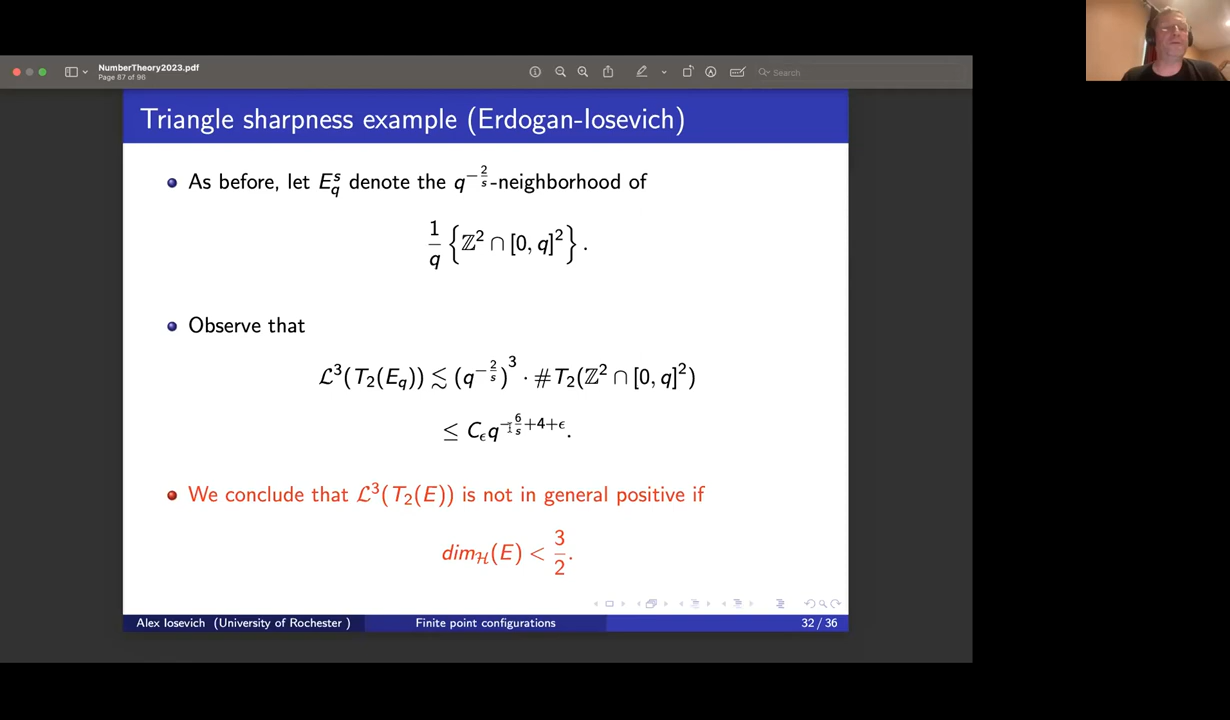 NumberTheory2023.pdf
Page 87 of 96
Search
Triangle sharpness example (Erdogan-Iosevich)
As before, let E_q^s denote the q^{-2/s}-neighborhood of
1/q {ℤ² ∩ [0, q]²}.
Observe that
ℒ³(T₂(E_q)) ≲ (q^{-2/s})³ · #T₂(ℤ² ∩ [0, q]²)
≤ C_ϵ q^{-6/s+4+ϵ}.
We conclude that ℒ³(T₂(E)) is not in general positive if
dim_ℋ(E) < 3/2.
Alex Iosevich (University of Rochester ) Finite point configurations 32 / 36